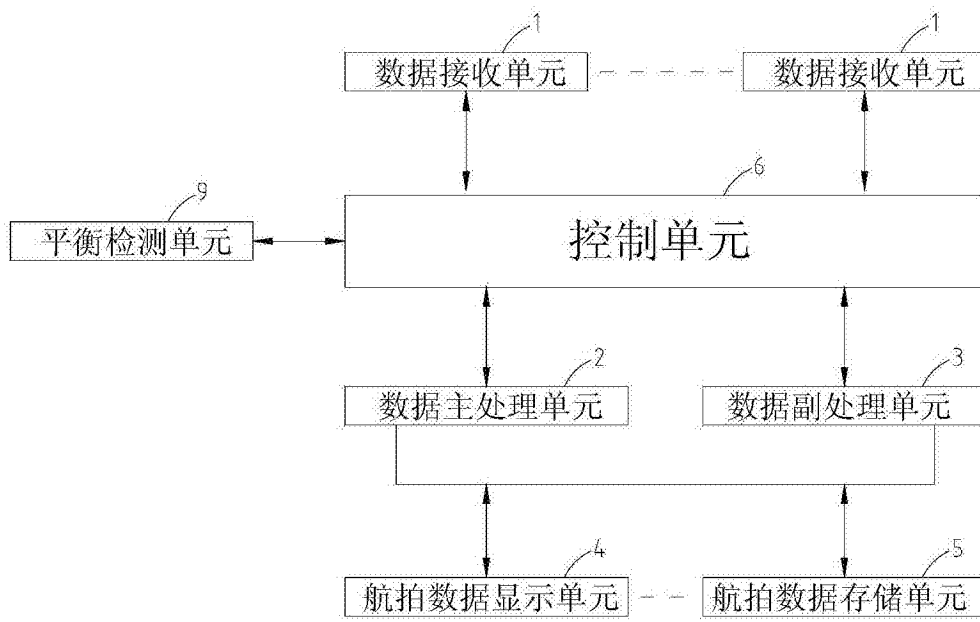 1 1
数据接收单元 数据接收单元
6
9
控制单元
平衡检测单元
2 3
数据主处理单元 数据副处理单元
4 5
航拍数据显示单元 航拍数据存储单元